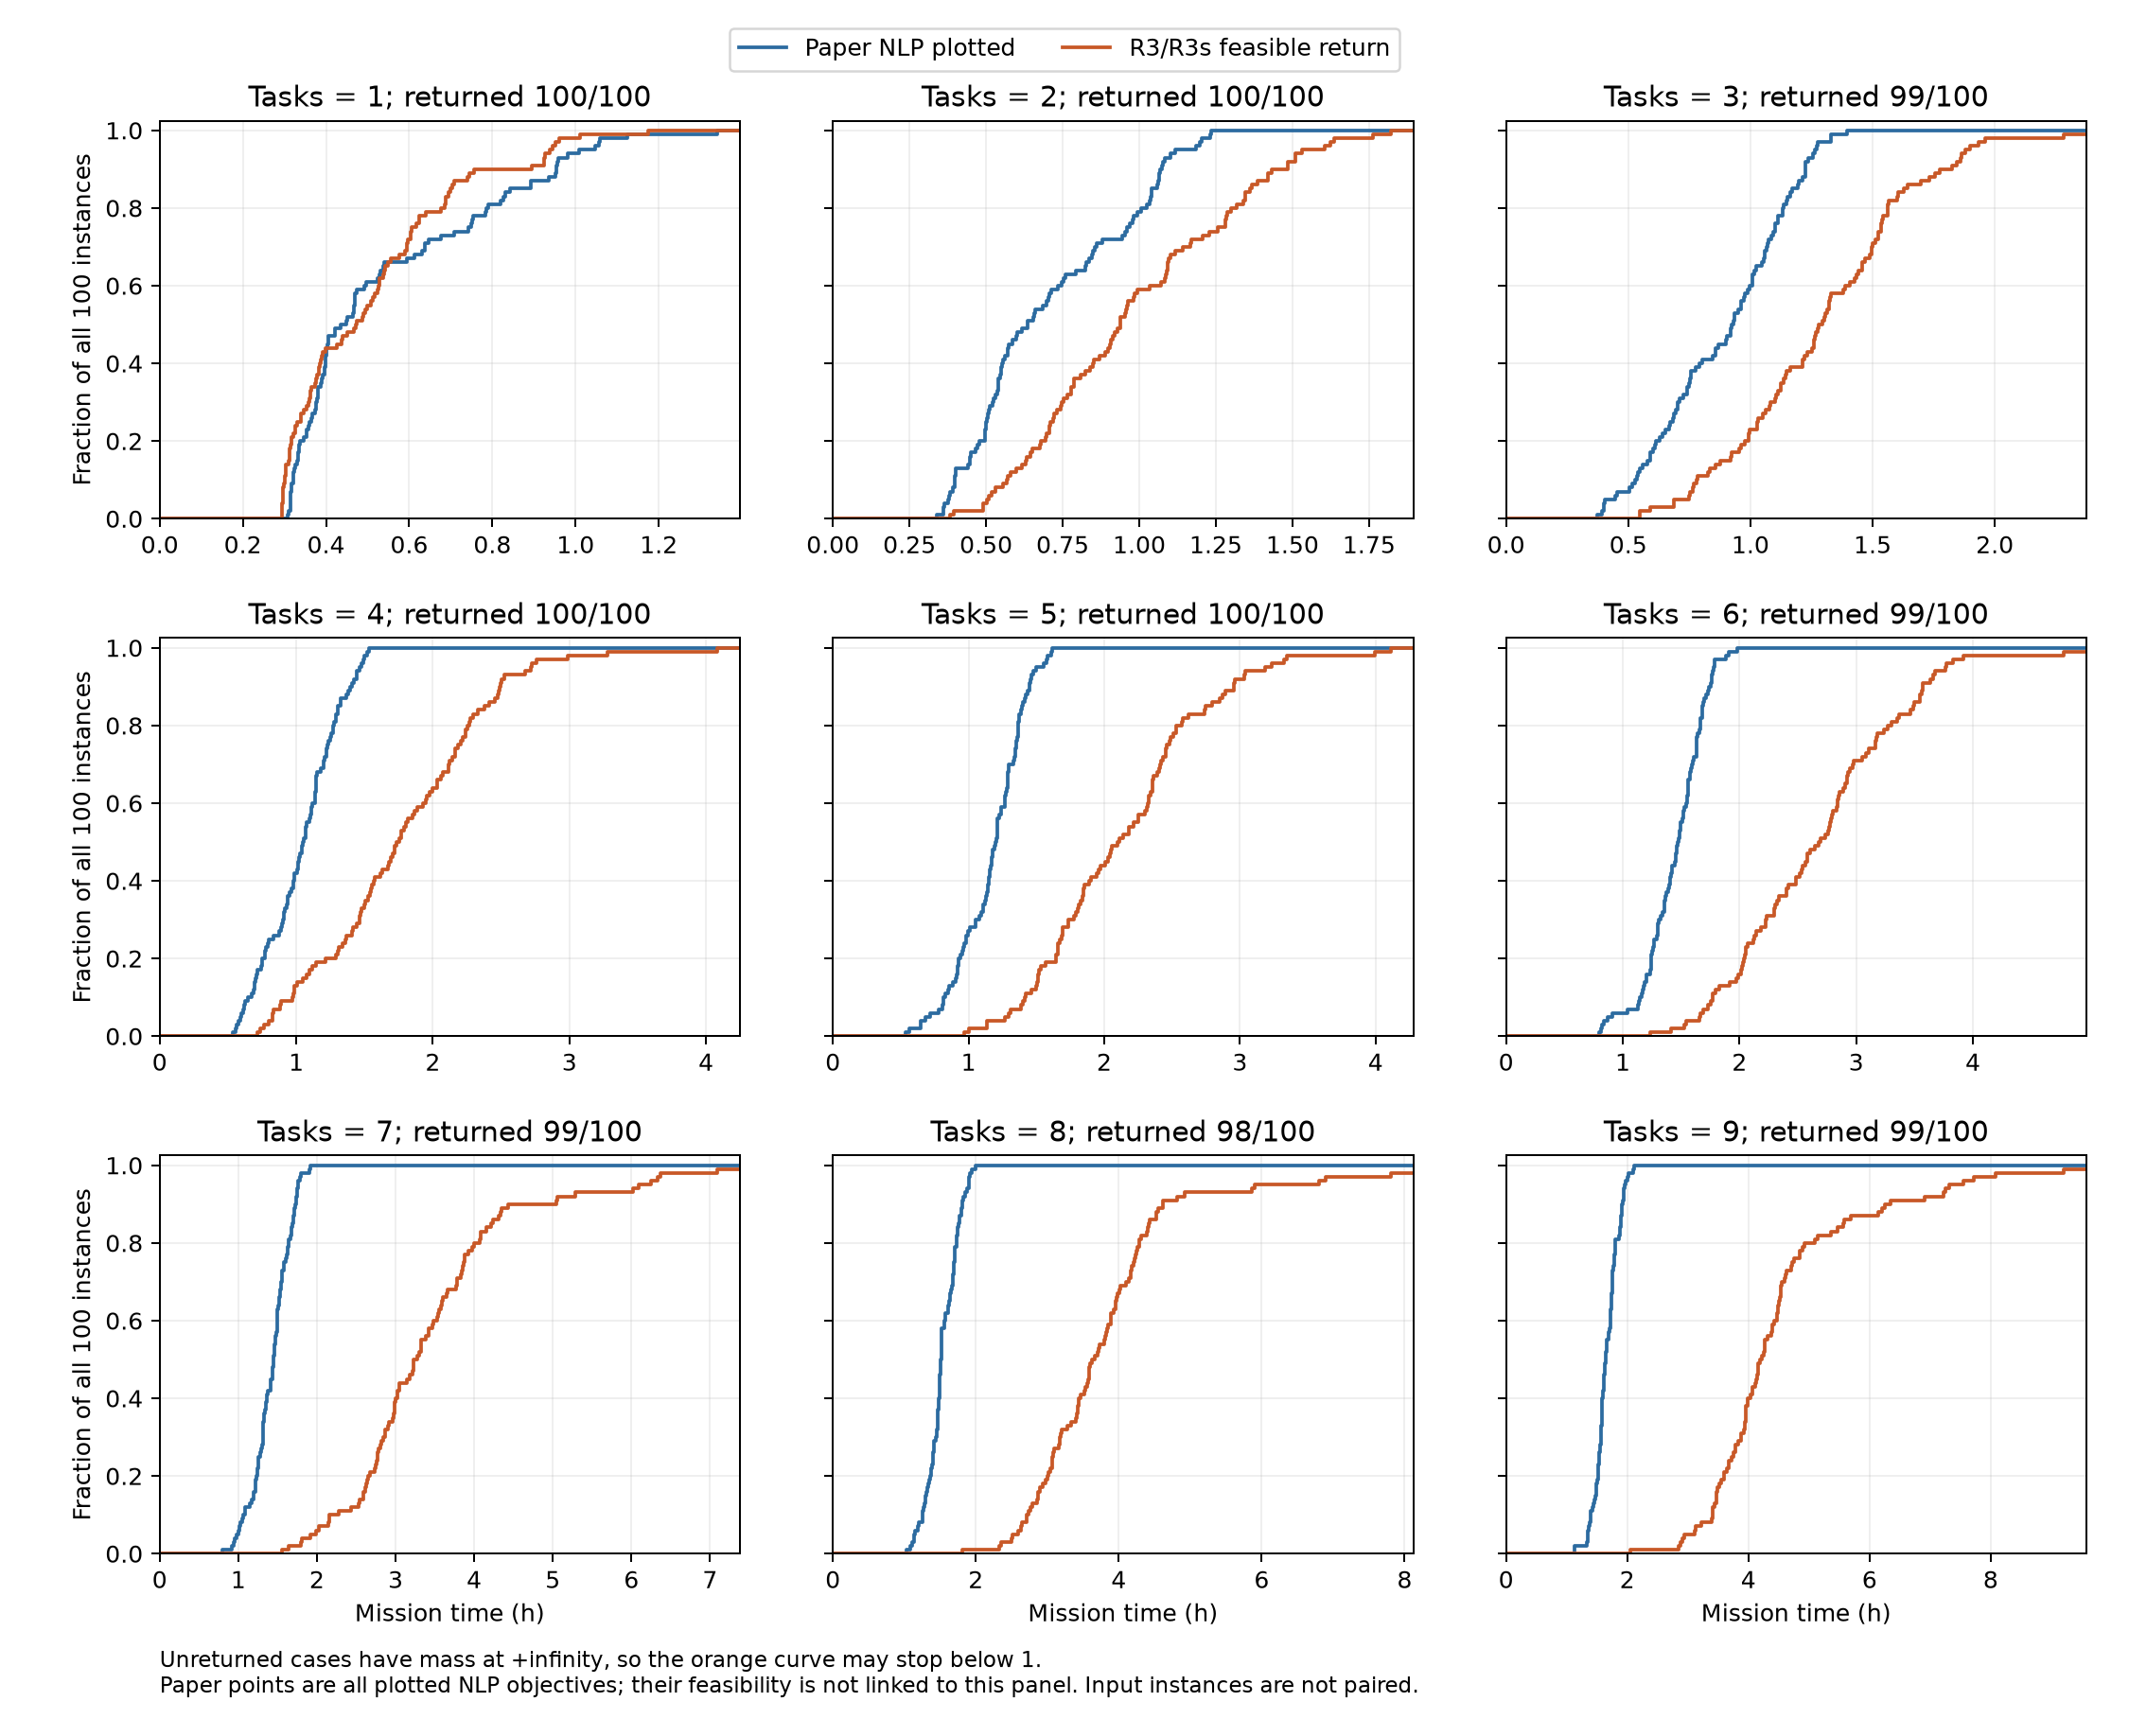 Paper NLP plotted   R3/R3s feasible return
Tasks = 1; returned 100/100
Tasks = 2; returned 100/100
Tasks = 3; returned 99/100
Fraction of all 100 instances
1.0
0.8
0.6
0.4
0.2
0.0
0.0 0.2 0.4 0.6 0.8 1.0 1.2
0.00 0.25 0.50 0.75 1.00 1.25 1.50 1.75
0.0 0.5 1.0 1.5 2.0
Tasks = 4; returned 100/100
Tasks = 5; returned 100/100
Tasks = 6; returned 99/100
Fraction of all 100 instances
1.0
0.8
0.6
0.4
0.2
0.0
0 1 2 3 4
0 1 2 3 4
0 1 2 3 4
Tasks = 7; returned 99/100
Tasks = 8; returned 98/100
Tasks = 9; returned 99/100
Fraction of all 100 instances
1.0
0.8
0.6
0.4
0.2
0.0
0 1 2 3 4 5 6 7
0 2 4 6 8
0 2 4 6 8
Mission time (h)
Mission time (h)
Mission time (h)
Unreturned cases have mass at +infinity, so the orange curve may stop below 1.
Paper points are all plotted NLP objectives; their feasibility is not linked to this panel. Input instances are not paired.